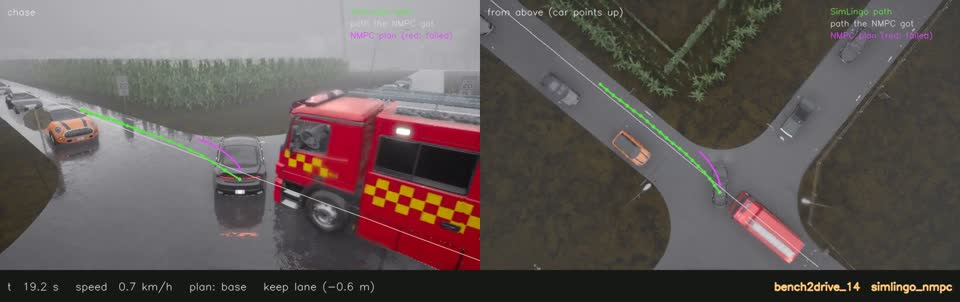 chase
SimLingo path
path the NMPC got
NMPC plan (red: failed)
from above (car points up)
SimLingo path
path the NMPC got
NMPC plan (red: failed)
t 19.2 s speed 0.7 km/h plan: base keep lane (−0.6 m)
bench2drive_14 simlingo_nmpc